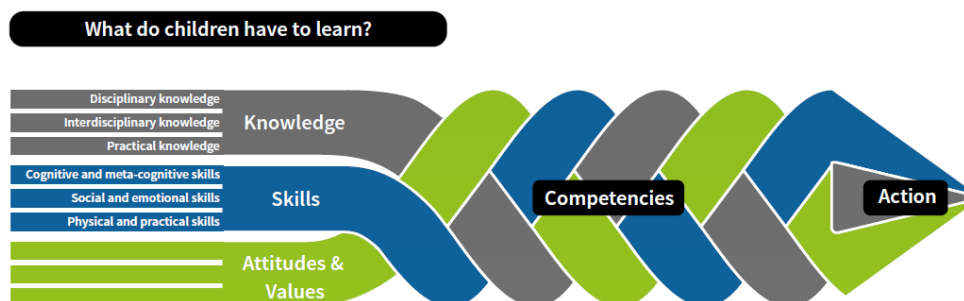 What do children have to learn?
Disciplinary knowledge
Interdisciplinary knowledge
Practical knowledge
Knowledge
Cognitive and meta-cognitive skills
Social and emotional skills
Physical and practical skills
Skills
Attitudes &
Values
Competencies
Action